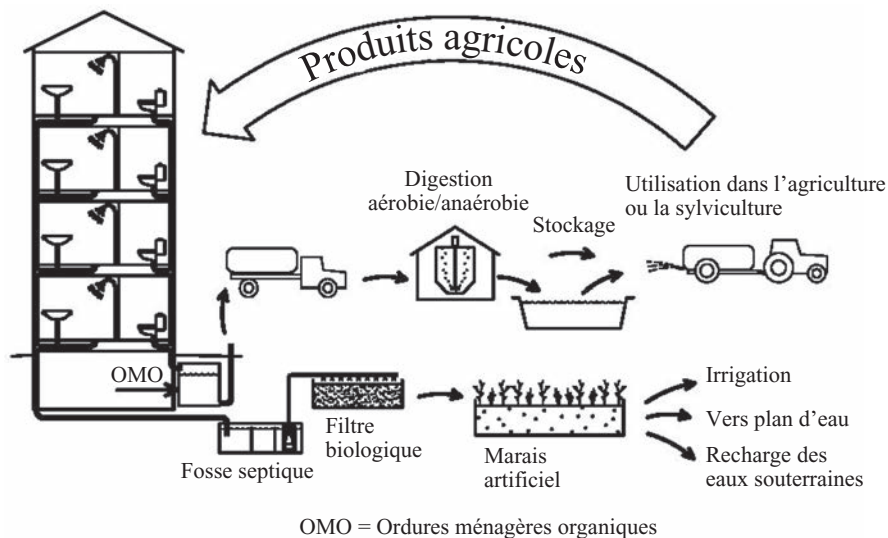 Produits agricoles
Digestion
aérobie/anaérobie
Utilisation dans l’agriculture
ou la sylviculture
Stockage
OMO
Fosse septique
Filtre
biologique
Marais
artificiel
Irrigation
Vers plan d’eau
Recharge des
eaux souterraines
OMO = Ordures ménagères organiques